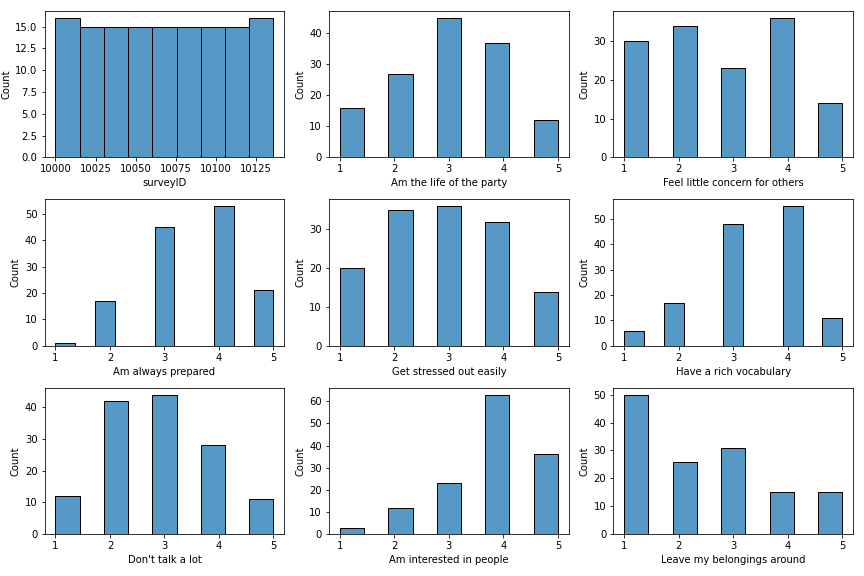 15.0
12.5
10.0
7.5
5.0
2.5
0.0
Count
10000 10025 10050 10075 10100 10125
surveyID
40
30
20
10
0
Count
1 2 3 4 5
Am the life of the party
30
20
10
0
Count
1 2 3 4 5
Feel little concern for others
50
40
30
20
10
0
Count
1 2 3 4 5
Am always prepared
30
20
10
0
Count
1 2 3 4 5
Get stressed out easily
50
40
30
20
10
0
Count
1 2 3 4 5
Have a rich vocabulary
40
30
20
10
0
Count
1 2 3 4 5
Don't talk a lot
60
50
40
30
20
10
0
Count
1 2 3 4 5
Am interested in people
50
40
30
20
10
0
Count
1 2 3 4 5
Leave my belongings around